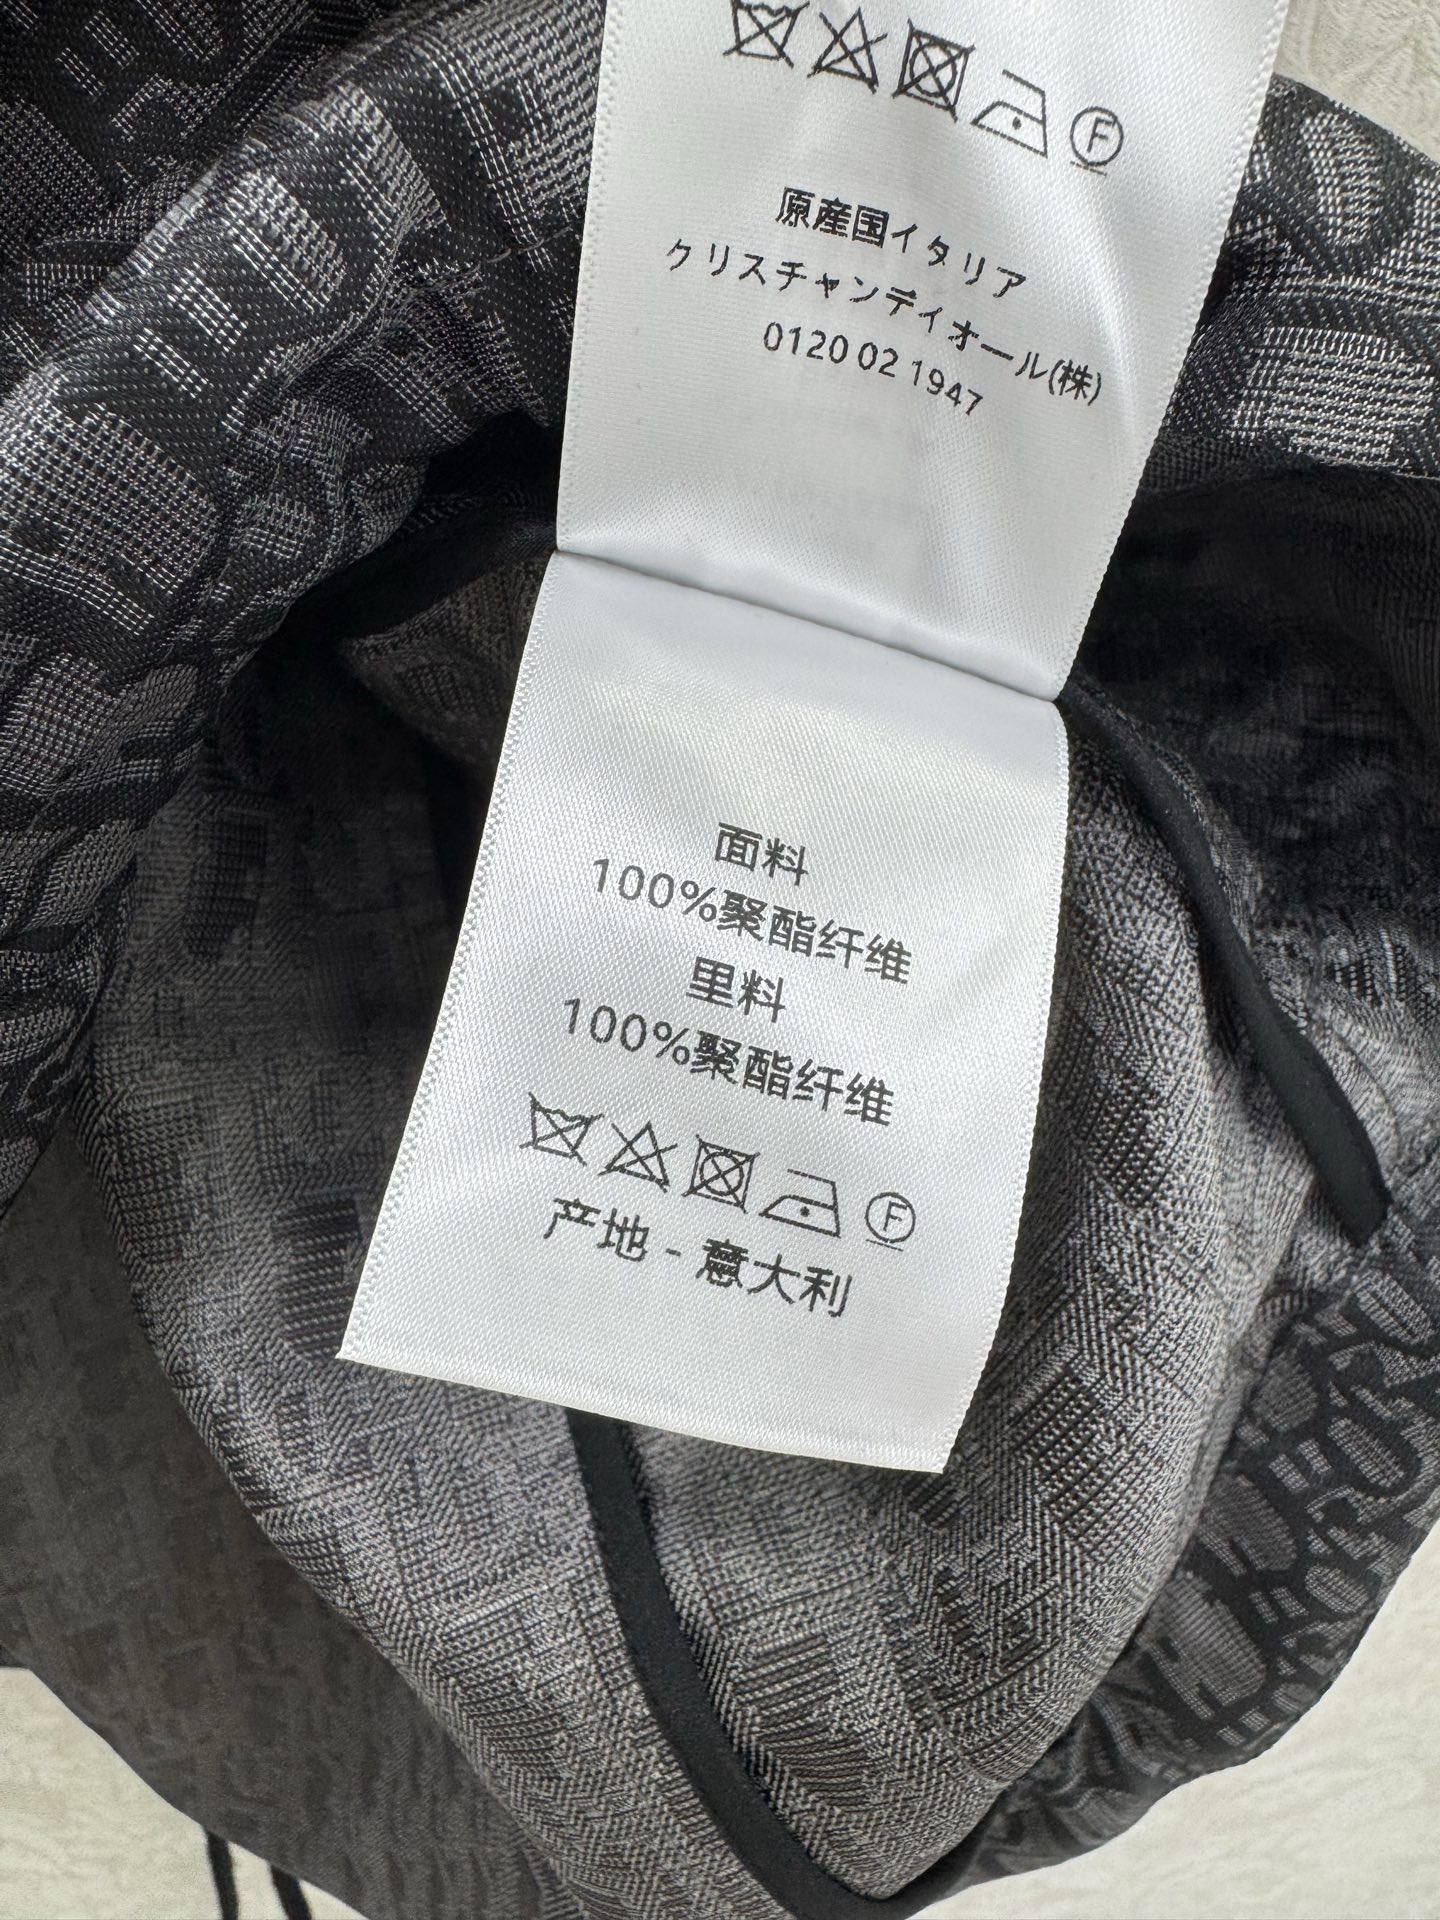 F
原産国イタリア
クリスチャンディオール(株)
0120 02 1947
面料
100%聚酯纤维
里料
100%聚酯纤维
F
产地 - 意大利